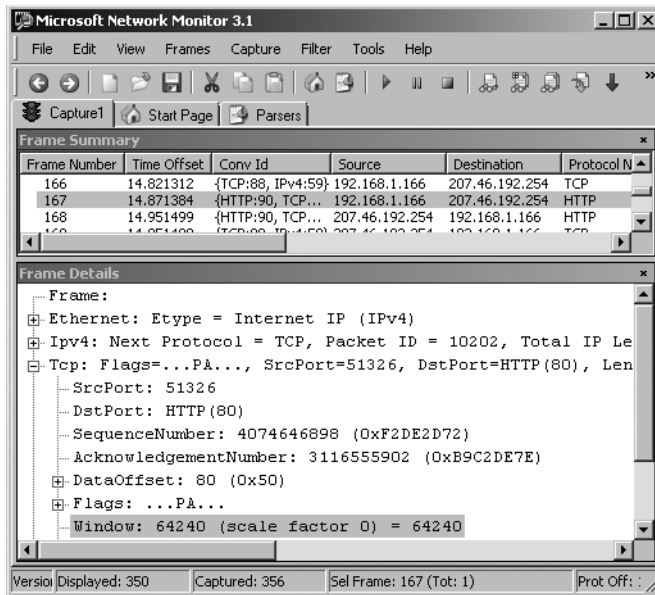 Microsoft Network Monitor 3.1
File Edit View Frames Capture Filter Tools Help
Capture1 Start Page Parsers
Frame Summary
Frame Number Time Offset Conv Id Source Destination Protocol N
166 14.821312 {TCP:88, IPv4:59} 192.168.1.166 207.46.192.254 TCP
167 14.871384 {HTTP:90, TCP... 192.168.1.166 207.46.192.254 HTTP
168 14.951499 {HTTP:90, TCP... 207.46.192.254 192.168.1.166 HTTP
Frame Details
Frame:
Ethernet: Etype = Internet IP (IPv4)
Ipv4: Next Protocol = TCP, Packet ID = 10202, Total IP Le
Tcp: Flags=...PA..., SrcPort=51326, DstPort=HTTP(80), Len
SrcPort: 51326
DstPort: HTTP(80)
SequenceNumber: 4074646898 (0xF2DE2D72)
AcknowledgementNumber: 3116555902 (0xB9C2DE7E)
DataOffset: 80 (0x50)
Flags: ...PA...
Window: 64240 (scale factor 0) = 64240
Version Displayed: 350 Captured: 356 Sel Frame: 167 (Tot: 1) Prot Off: